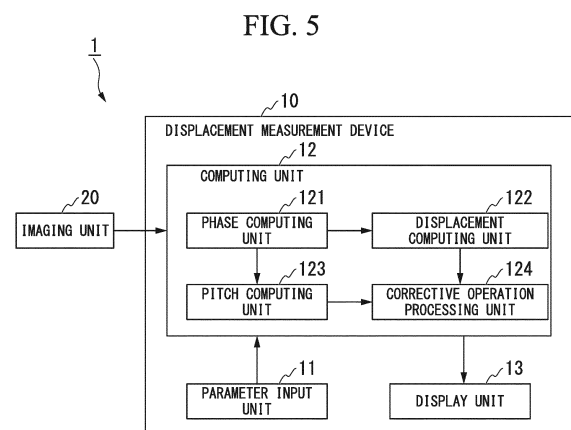 FIG. 5
1
10
DISPLACEMENT MEASUREMENT DEVICE
12
COMPUTING UNIT
20
IMAGING UNIT
121
PHASE COMPUTING
UNIT
122
DISPLACEMENT
COMPUTING UNIT
123
PITCH COMPUTING
UNIT
124
CORRECTIVE OPERATION
PROCESSING UNIT
11
PARAMETER INPUT
UNIT
13
DISPLAY UNIT